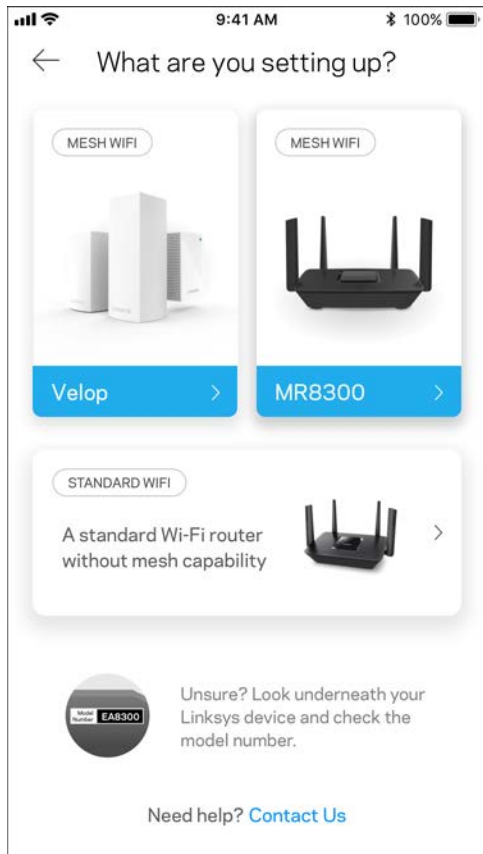 9:41 AM
100%
What are you setting up?
MESH WIFI
MESH WIFI
Velop
MR8300
STANDARD WIFI
A standard Wi-Fi router
without mesh capability
Model
Number
EA8300
Unsure? Look underneath your
Linksys device and check the
model number.
Need help? Contact Us